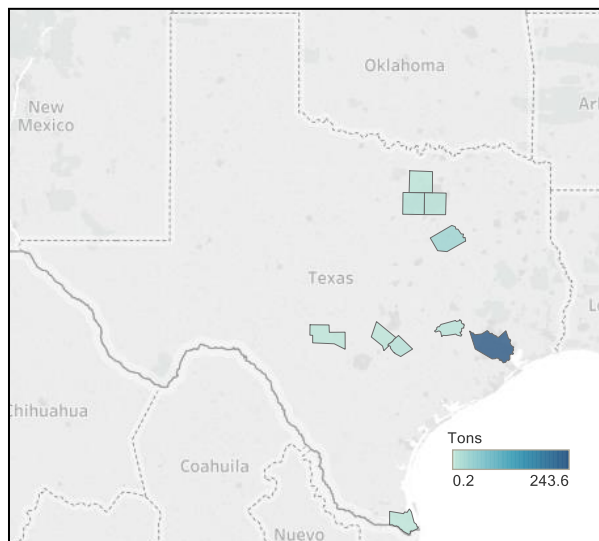 Oklahoma
Ar
New
Mexico
Texas
L
Chihuahua
Coahuila
Nuevo
Tons
0.2
243.6